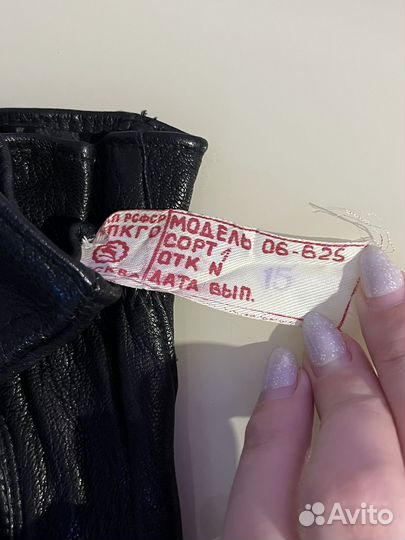 П РСФСР
ПКГО
МОДЕЛЬ 06-625
СОРТ 1
ОТК N 15
ДАТА ВЫП.
Avito